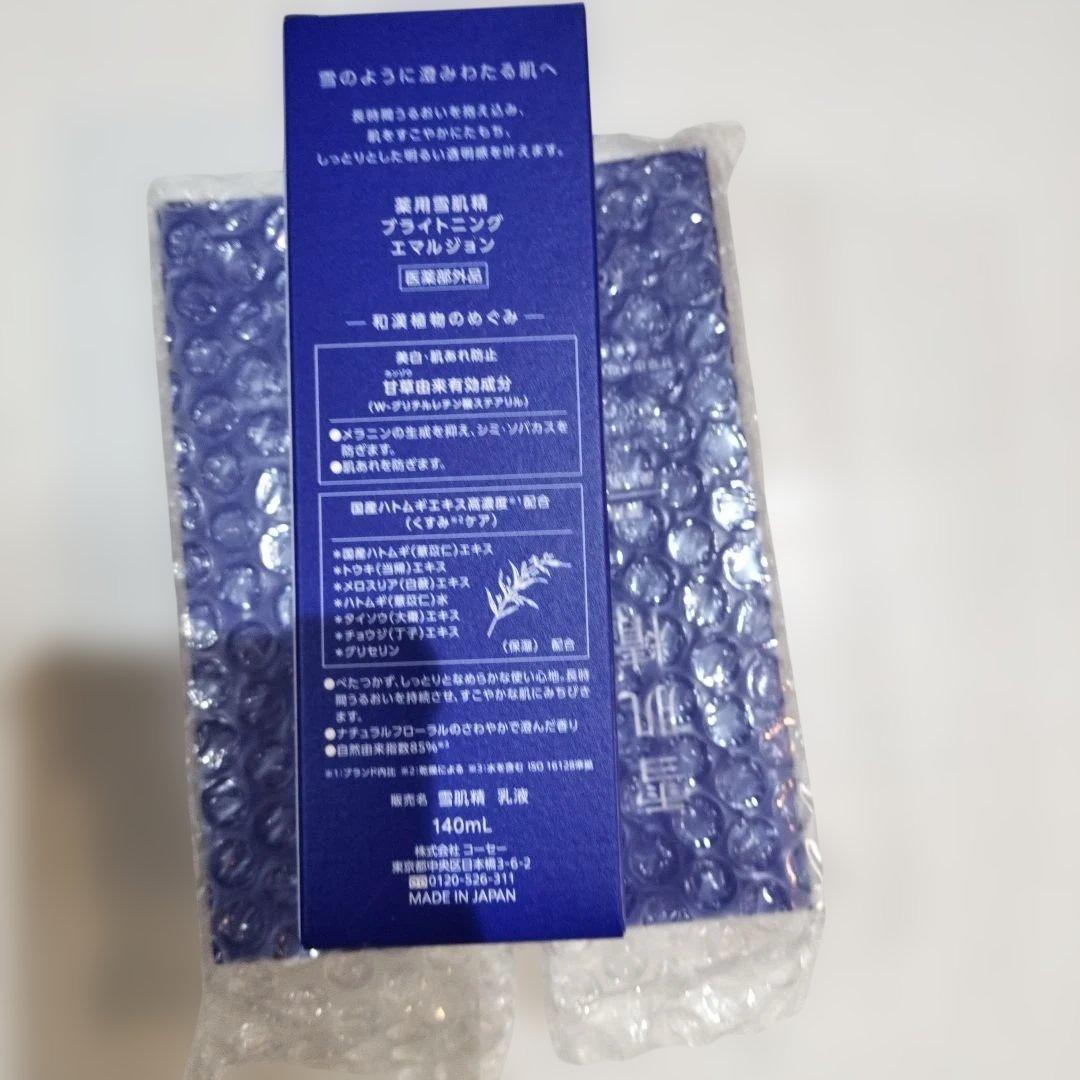 雪のように澄みわたる肌へ
長時間うるおいを抱え込み、
肌をすこやかにたもち、
しっとりとした明るい透明感を叶えます。
薬用雪肌精
ブライトニング
エマルジョン
医薬部外品
和漢植物のめぐみ
美白・肌あれ防止
カンゾウ
甘草由来有効成分
(W-グリチルレチン酸ステアリル)
●メラニンの生成を抑え、シミ・ソバカスを
防ぎます。
●肌あれを防ぎます。
国産ハトムギエキス高濃度※1配合
(くすみ※2ケア)
*国産ハトムギ(薏苡仁)エキス
*トウキ(当帰)エキス
*メロスリア(白蘞)エキス
*ハトムギ(薏苡仁)水
*タイソウ(大棗)エキス
*チョウジ(丁子)エキス
*グリセリン
(保湿) 配合
●べたつかず、しっとりとなめらかな使い心地。長時
間うるおいを持続させ、すこやかな肌にみちびき
ます。
●ナチュラルフローラルのさわやかで澄んだ香り
●自然由来指数85%※3
※1:ブランド内比 ※2:乾燥による ※3:水を含む ISO 16128準拠
販売名 雪肌精 乳液
140mL
株式会社 コーセー
東京都中央区日本橋3-6-2
0120-526-311
MADE IN JAPAN
雪肌精